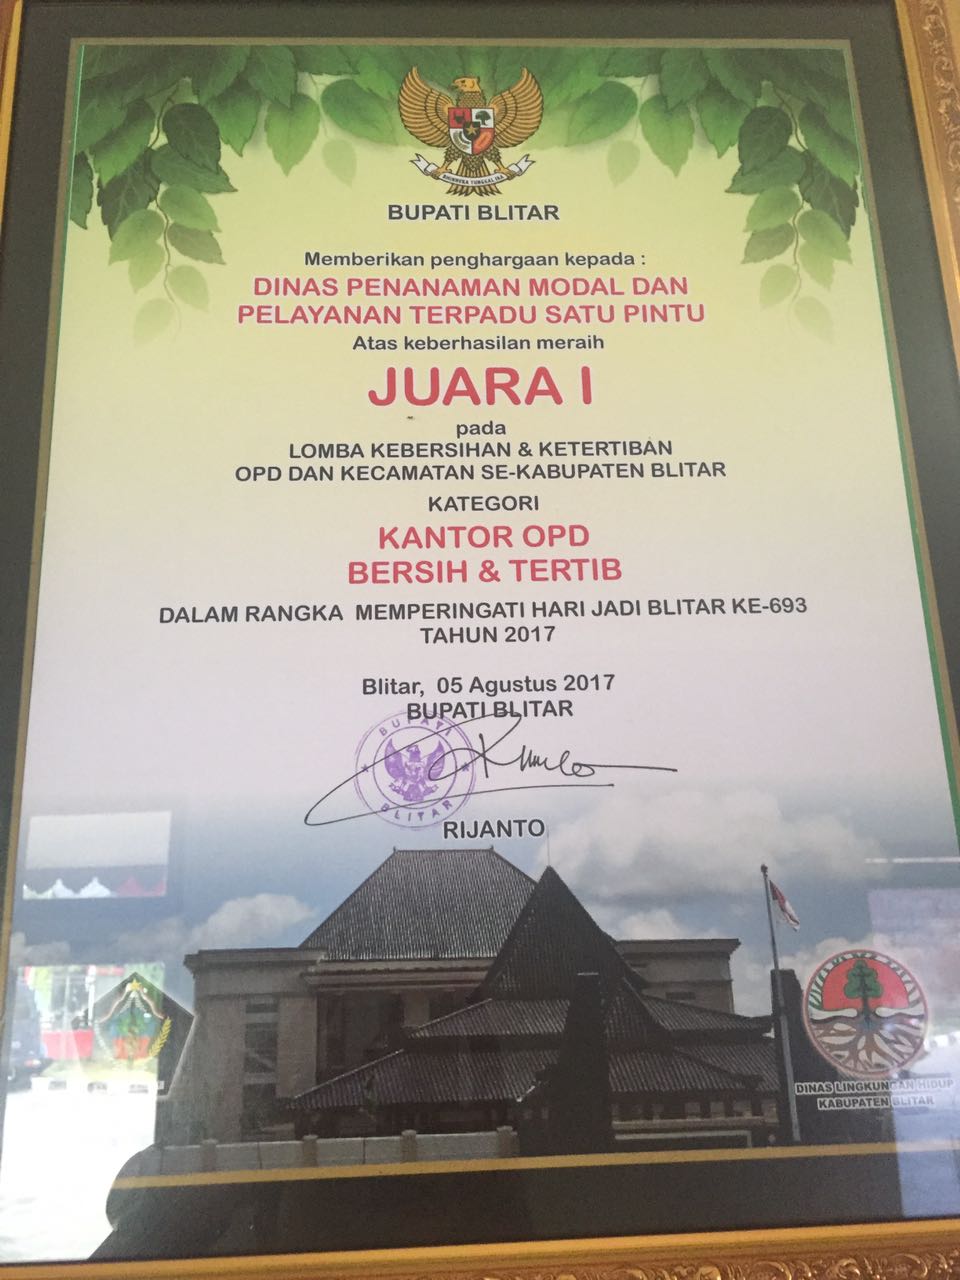 BHINNEKA TUNGGAL IKA
BUPATI BLITAR
Memberikan penghargaan kepada :
DINAS PENANAMAN MODAL DAN
PELAYANAN TERPADU SATU PINTU
Atas keberhasilan meraih
JUARA I
pada
LOMBA KEBERSIHAN & KETERTIBAN
OPD DAN KECAMATAN SE-KABUPATEN BLITAR
KATEGORI
KANTOR OPD
BERSIH & TERTIB
DALAM RANGKA MEMPERINGATI HARI JADI BLITAR KE-693
TAHUN 2017
Blitar, 05 Agustus 2017
BUPATI BLITAR
BUPATI
BLITAR
RIJANTO
DINAS LINGKUNGAN HIDUP
KABUPATEN BLITAR